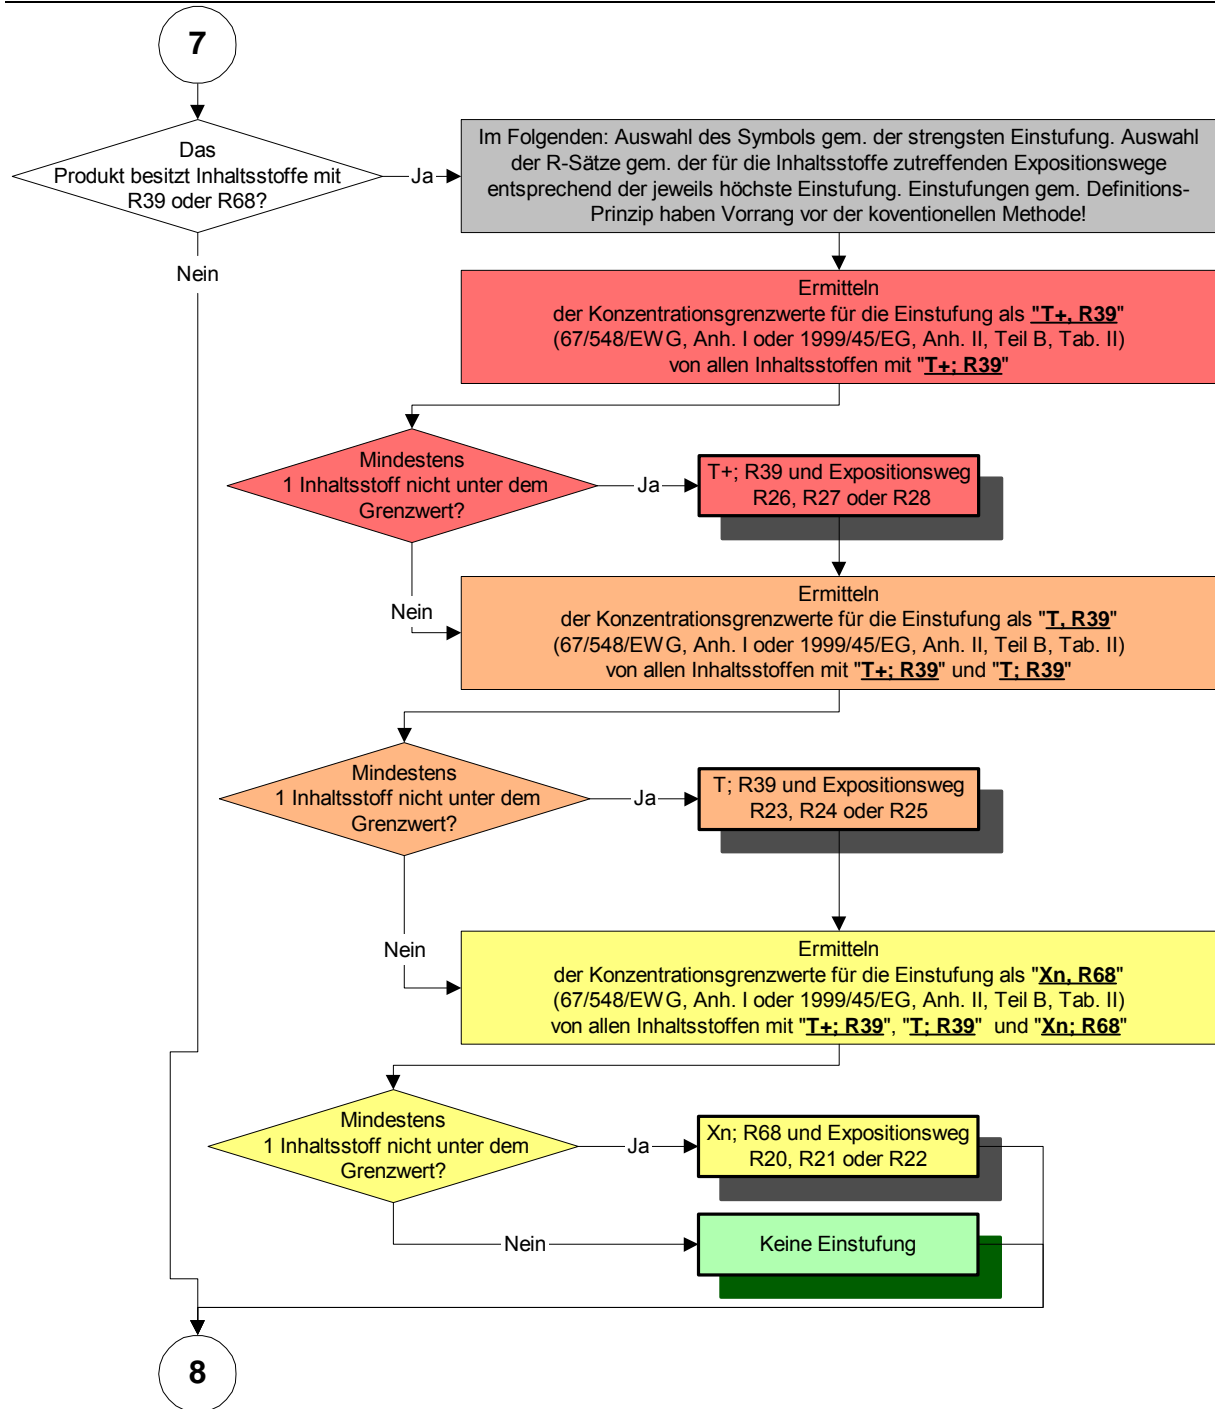 7
Das
Produkt besitzt Inhaltsstoffe mit
R39 oder R68?
Ja
Im Folgenden: Auswahl des Symbols gem. der strengsten Einstufung. Auswahl
der R-Sätze gem. der für die Inhaltsstoffe zutreffenden Expositionswege
entsprechend der jeweils höchste Einstufung. Einstufungen gem. Definitions-
Prinzip haben Vorrang vor der koventionellen Methode!
Nein
Ermitteln
der Konzentrationsgrenzwerte für die Einstufung als "T+, R39"
(67/548/EWG, Anh. I oder 1999/45/EG, Anh. II, Teil B, Tab. II)
von allen Inhaltsstoffen mit "T+; R39"
Mindestens
1 Inhaltsstoff nicht unter dem
Grenzwert?
Ja
T+; R39 und Expositionsweg
R26, R27 oder R28
Nein
Ermitteln
der Konzentrationsgrenzwerte für die Einstufung als "T, R39"
(67/548/EWG, Anh. I oder 1999/45/EG, Anh. II, Teil B, Tab. II)
von allen Inhaltsstoffen mit "T+; R39" und "T; R39"
Mindestens
1 Inhaltsstoff nicht unter dem
Grenzwert?
Ja
T; R39 und Expositionsweg
R23, R24 oder R25
Nein
Ermitteln
der Konzentrationsgrenzwerte für die Einstufung als "Xn, R68"
(67/548/EWG, Anh. I oder 1999/45/EG, Anh. II, Teil B, Tab. II)
von allen Inhaltsstoffen mit "T+; R39", "T; R39" und "Xn; R68"
Mindestens
1 Inhaltsstoff nicht unter dem
Grenzwert?
Ja
Xn; R68 und Expositionsweg
R20, R21 oder R22
Nein
Keine Einstufung
8